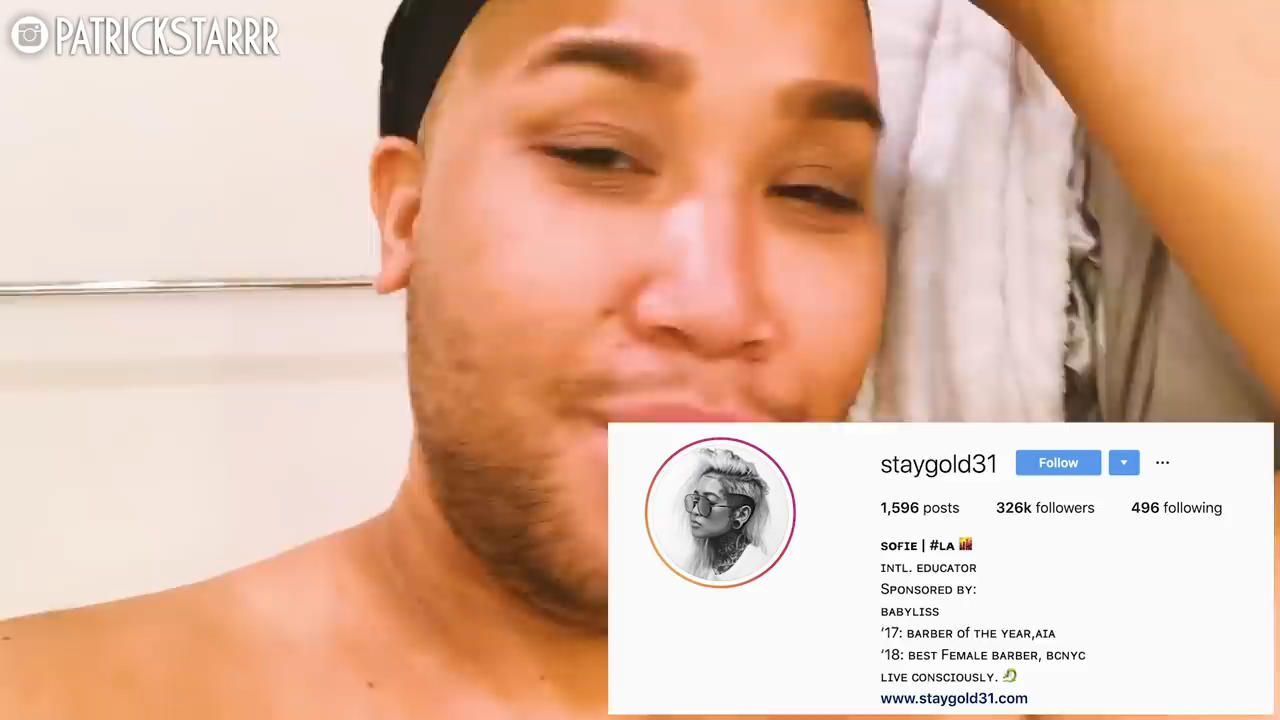 PATRICKSTARRR
staygold31 Follow ...
1,596 posts 326k followers 496 following
SOFIE | #LA
INTL. EDUCATOR
SPONSORED BY:
BABYLISS
'17: BARBER Of THE YEAR,AIA
'18: BEST FEMALE BARBER, BCNYC
LIVE CONSCIOUSLY.
www.staygold31.com